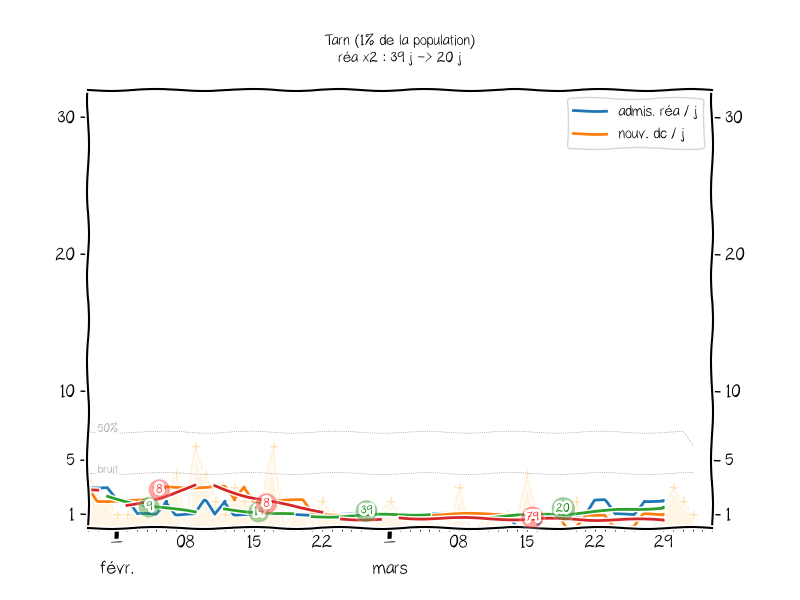 Tarn (1% de la population)
réa x2 : 39 j -> 20 j
admis. réa / j
nouv. dc / j
30 30
20 20
10 10
50%
5 5
bruit
8
9
8
39
79
20
1 1
1 08 15 22 1 08 15 22 29
févr. mars